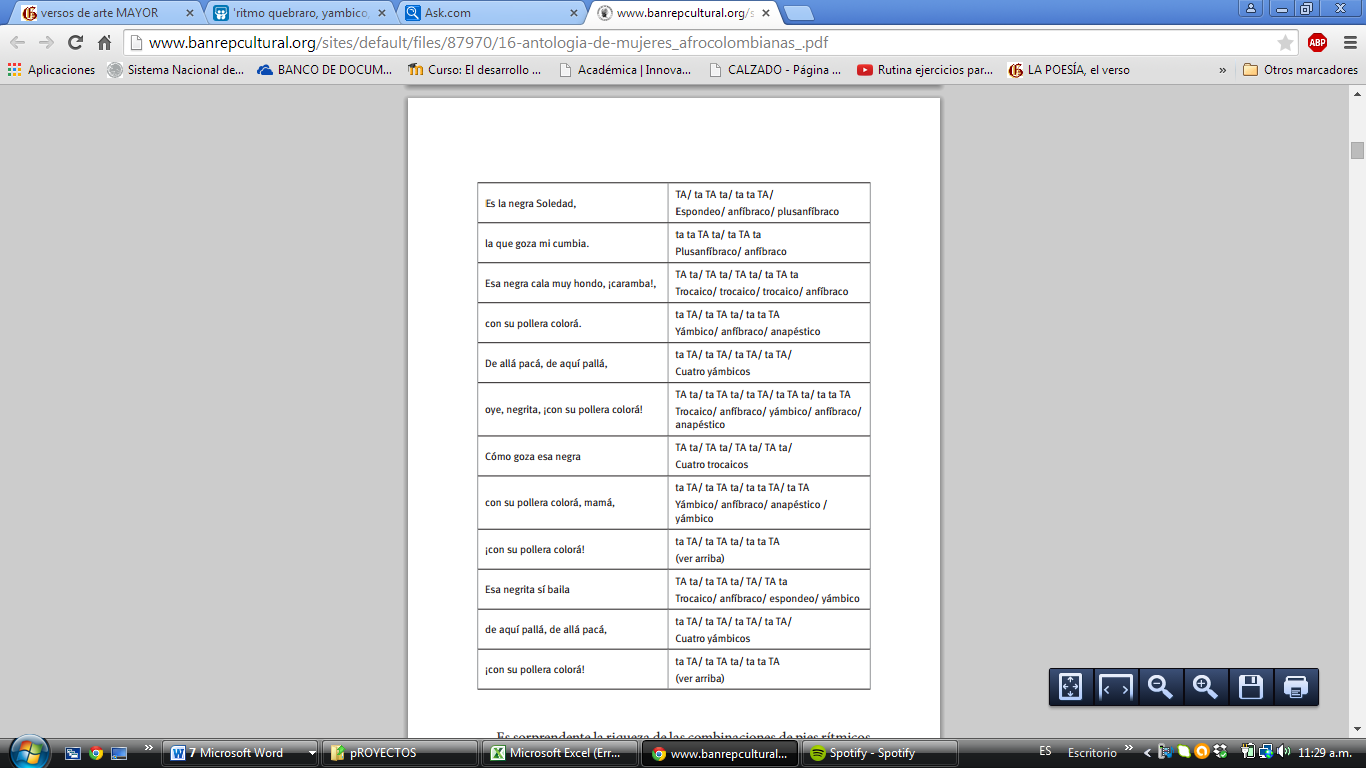 versos de arte MAYOR
'ritmo quebraro, yambico,
Ask.com
www.banrepcultural.org/s
www.banrepcultural.org/sites/default/files/87970/16-antologia-de-mujeres_afrocolombianas_.pdf
ABP
Aplicaciones
Sistema Nacional de...
BANCO DE DOCUM...
Curso: El desarrollo ...
Académica | Innova...
CALZADO - Página ...
Rutina ejercicios par...
LA POESÍA, el verso
»
Otros marcadores
Es la negra Soledad,
TA/ ta TA ta/ ta ta TA/
Espondeo/ anfíbraco/ plusanfíbraco
la que goza mi cumbia.
ta ta TA ta/ ta TA ta
Plusanfíbraco/ anfíbraco
Esa negra cala muy hondo, ¡caramba!,
TA ta/ TA ta/ TA ta/ ta TA ta
Trocaico/ trocaico/ trocaico/ anfíbraco
con su pollera colorá.
ta TA/ ta TA ta/ ta ta TA
Yámbico/ anfíbraco/ anapéstico
De allá pacá, de aquí pallá,
ta TA/ ta TA/ ta TA/ ta TA/
Cuatro yámbicos
oye, negrita, ¡con su pollera colorá!
TA ta/ ta TA ta/ ta TA/ ta TA ta/ ta ta TA
Trocaico/ anfíbraco/ yámbico/ anfíbraco/
anapéstico
Cómo goza esa negra
TA ta/ TA ta/ TA ta/ TA ta/
Cuatro trocaicos
con su pollera colorá, mamá,
ta TA/ ta TA ta/ ta ta TA/ ta TA
Yámbico/ anfíbraco/ anapéstico /
yámbico
¡con su pollera colorá!
ta TA/ ta TA ta/ ta ta TA
(ver arriba)
Esa negrita sí baila
TA ta/ ta TA ta/ TA/ TA ta
Trocaico/ anfíbraco/ espondeo/ yámbico
de aquí pallá, de allá pacá,
ta TA/ ta TA/ ta TA/ ta TA/
Cuatro yámbicos
¡con su pollera colorá!
ta TA/ ta TA ta/ ta ta TA
(ver arriba)
Es sorprendente la riqueza de las combinaciones de pies rítmicos
»
7 Microsoft Word
pROYECTOS
Microsoft Excel (Err...
www.banrepcultural...
Spotify - Spotify
ES
Escritorio
»
11:29 a.m.